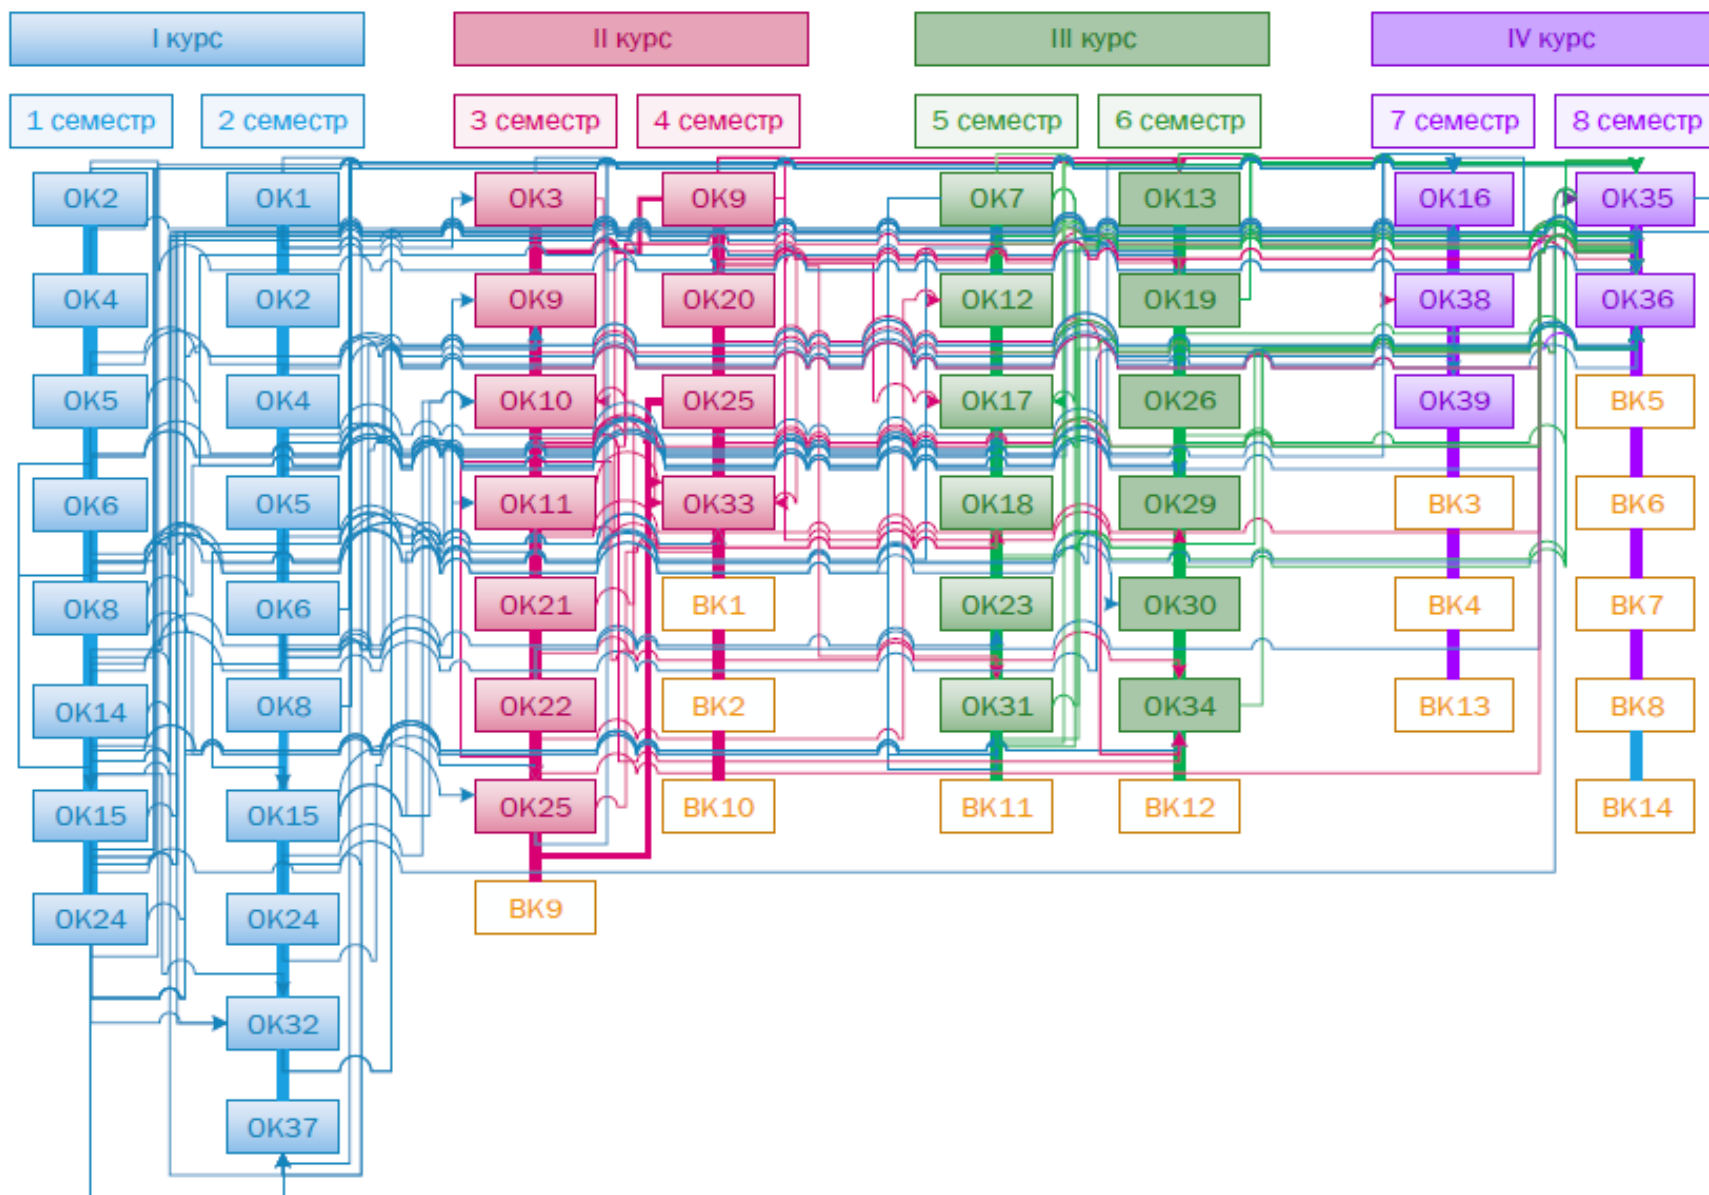 І курс
ІІ курс
ІІІ курс
IV курс
1 семестр
2 семестр
3 семестр
4 семестр
5 семестр
6 семестр
7 семестр
8 семестр
ОК2
ОК1
ОК3
ОК9
ОК7
ОК13
ОК16
ОК35
ОК4
ОК2
ОК9
ОК20
ОК12
ОК19
ОК38
ОК36
ОК5
ОК4
ОК10
ОК25
ОК17
ОК26
ОК39
ВК5
ОК6
ОК5
ОК11
ОК33
ОК18
ОК29
ВК3
ВК6
ОК8
ОК6
ОК21
ВК1
ОК23
ОК30
ВК4
ВК7
ОК14
ОК8
ОК22
ВК2
ОК31
ОК34
ВК13
ВК8
ОК15
ОК15
ОК25
ВК10
ВК11
ВК12
ВК14
ОК24
ОК24
ВК9
ОК32
ОК37